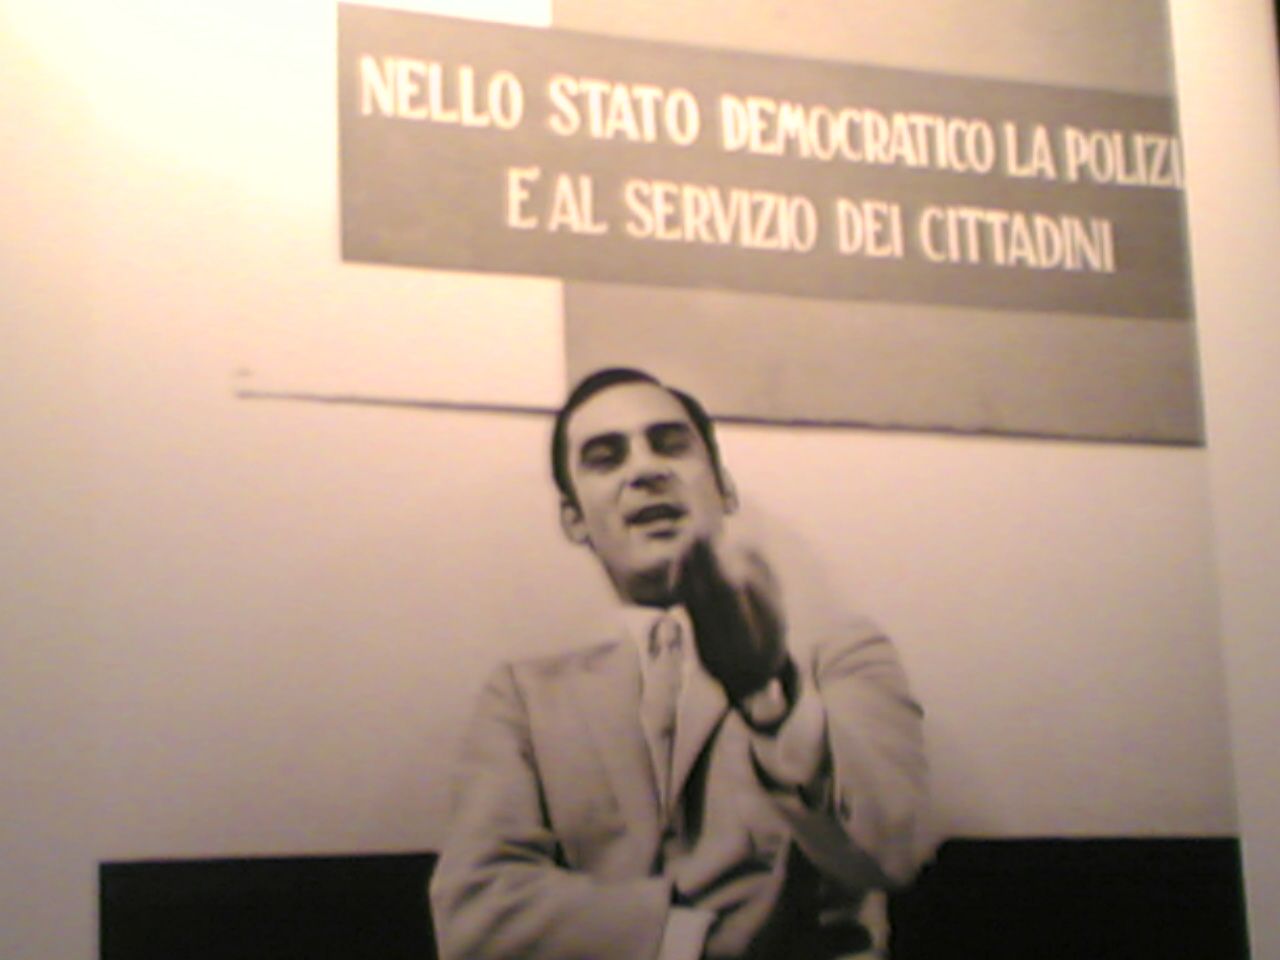 NELLO STATO DEMOCRATICO LA POLIZI
E' AL SERVIZIO DEI CITTADINI